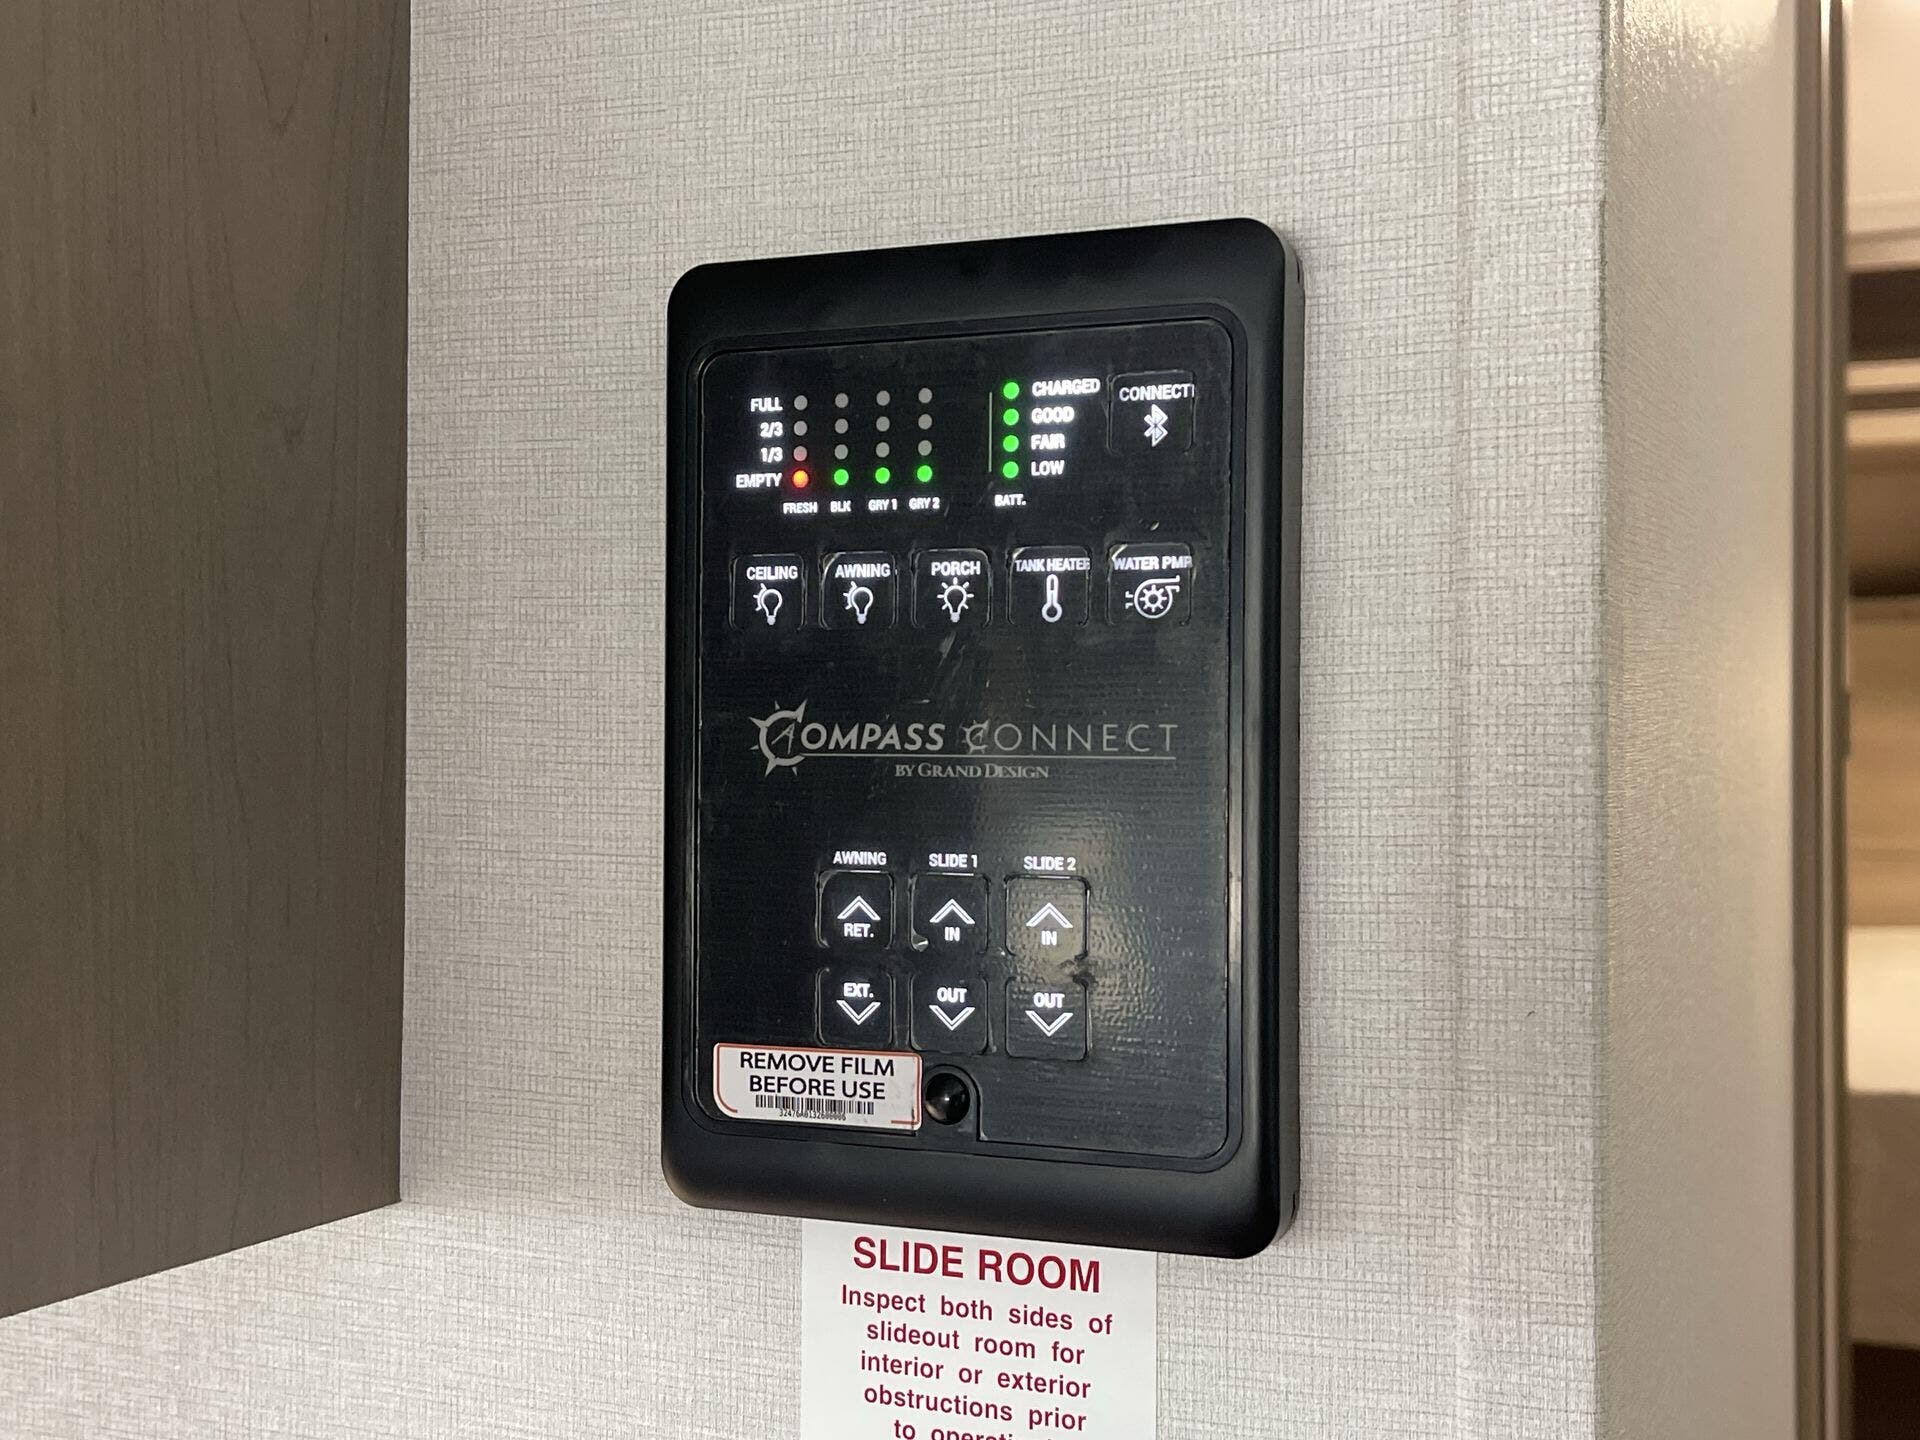 FULL
2/3
1/3
EMPTY
FRESH BLK GRY 1 GRY 2
CHARGED
GOOD
FAIR
LOW
BATT.
CONNECT
CEILING
AWNING
PORCH
TANK HEATER
WATER PMP
COMPASS CONNECT
BY GRAND DESIGN
AWNING SLIDE 1 SLIDE 2
RET. IN IN
EXT. OUT OUT
REMOVE FILM
BEFORE USE
SLIDE ROOM
Inspect both sides of
slideout room for
interior or exterior
obstructions prior
to